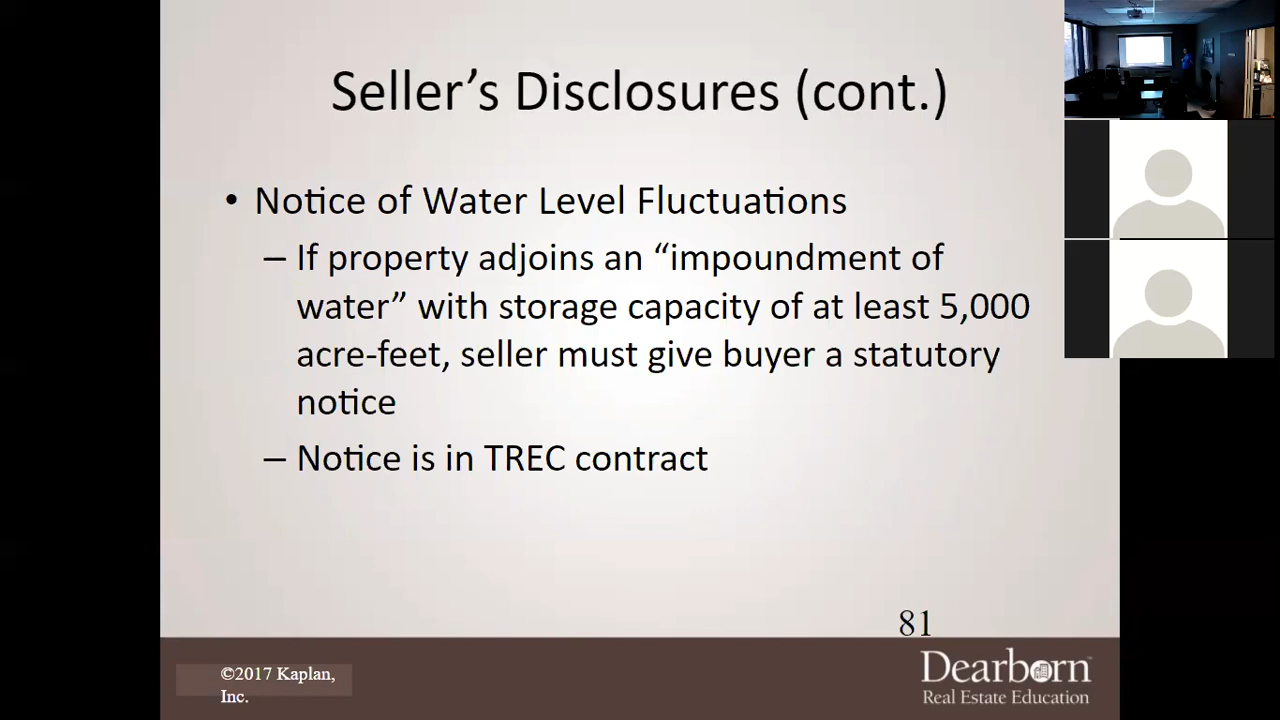 Seller’s Disclosures (cont.)
• Notice of Water Level Fluctuations
– If property adjoins an “impoundment of
water” with storage capacity of at least 5,000
acre-feet, seller must give buyer a statutory
notice
– Notice is in TREC contract
81
©2017 Kaplan,
Inc.
Dearborn
Real Estate Education